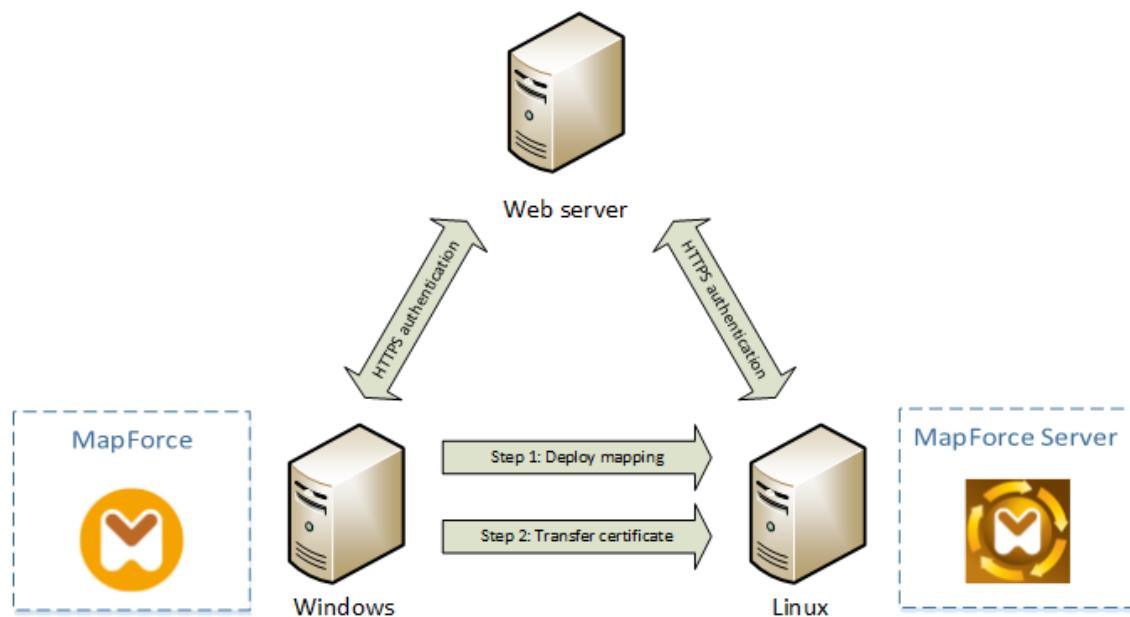 Web server
HTTPS authentication
HTTPS authentication
MapForce
MapForce Server
Step 1: Deploy mapping
Step 2: Transfer certificate
Windows
Linux